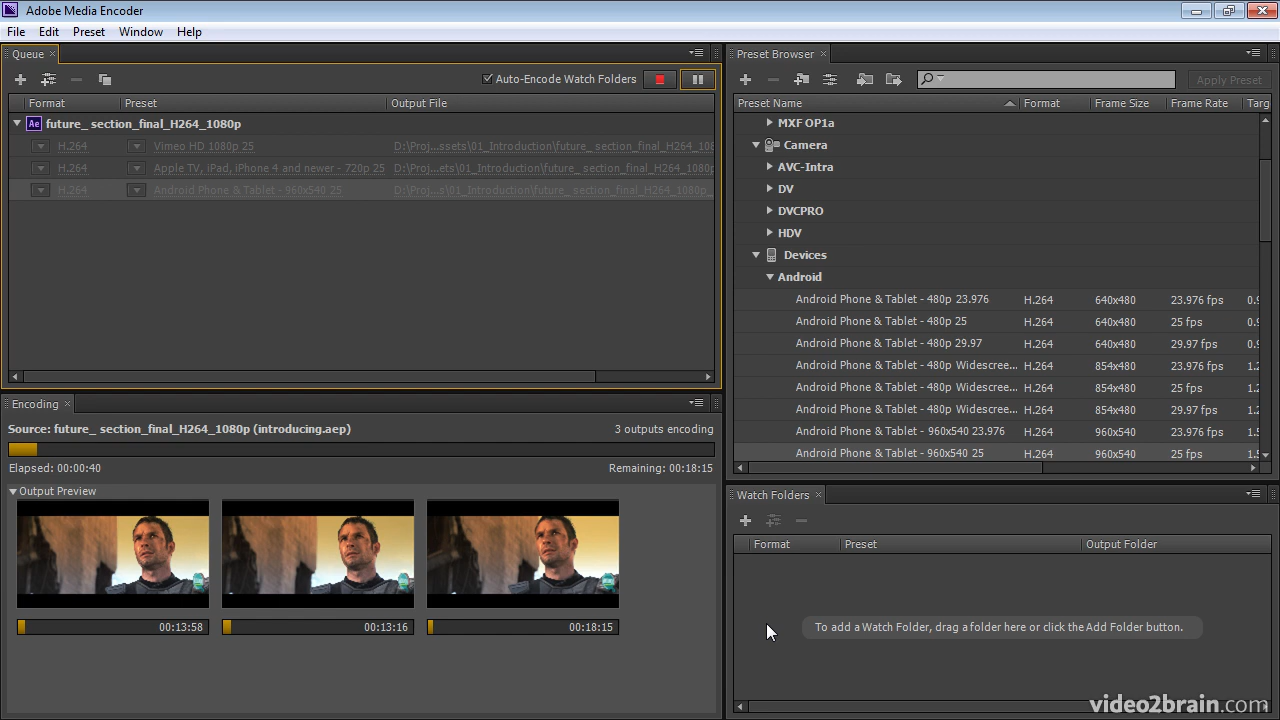 Adobe Media Encoder
File Edit Preset Window Help
Queue
Auto-Encode Watch Folders
Format Preset Output File
Ae future_ section_final_H264_1080p
H.264 Vimeo HD 1080p 25 D:\Proj...ssets\01_Introduction\future_ section_final_H264_108
H.264 Apple TV, iPad, iPhone 4 and newer - 720p 25 D:\Proj...ets\01_Introduction\future_ section_final_H264_1080p
H.264 Android Phone & Tablet - 960x540 25 D:\Proj...s\01_Introduction\future_ section_final_H264_1080p_
Encoding
Source: future_ section_final_H264_1080p (introducing.aep) 3 outputs encoding
Elapsed: 00:00:40 Remaining: 00:18:15
Output Preview
00:13:58 00:13:16 00:18:15
Preset Browser
Apply Preset
Preset Name Format Frame Size Frame Rate Targ
MXF OP1a
Camera
AVC-Intra
DV
DVCPRO
HDV
Devices
Android
Android Phone & Tablet - 480p 23.976 H.264 640x480 23.976 fps 0.9
Android Phone & Tablet - 480p 25 H.264 640x480 25 fps 0.9
Android Phone & Tablet - 480p 29.97 H.264 640x480 29.97 fps 0.9
Android Phone & Tablet - 480p Widescree... H.264 854x480 23.976 fps 1.2
Android Phone & Tablet - 480p Widescree... H.264 854x480 25 fps 1.2
Android Phone & Tablet - 480p Widescree... H.264 854x480 29.97 fps 1.2
Android Phone & Tablet - 960x540 23.976 H.264 960x540 23.976 fps 1.5
Android Phone & Tablet - 960x540 25 H.264 960x540 25 fps 1.5
Watch Folders
Format Preset Output Folder
To add a Watch Folder, drag a folder here or click the Add Folder button.
video2brain.com